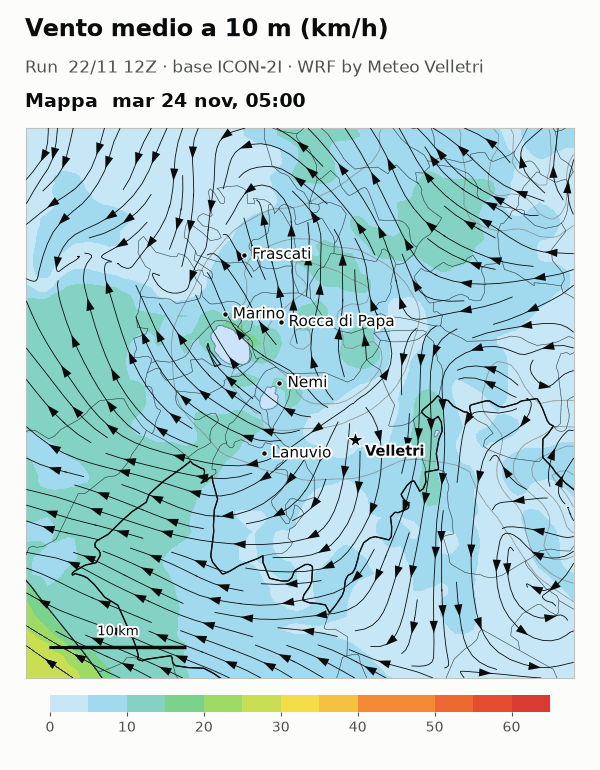 Vento medio a 10 m (km/h)
Run 22/11 12Z · base ICON-2I · WRF by Meteo Velletri
Mappa mar 24 nov, 05:00
Frascati
Marino
Rocca di Papa
Nemi
Lanuvio
Velletri
10 km
0 10 20 30 40 50 60